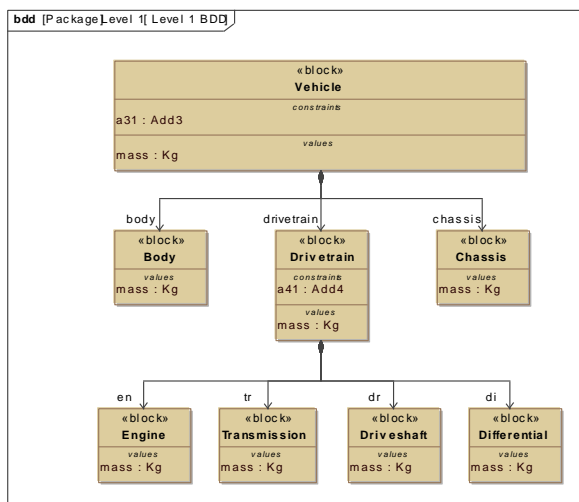 bdd [Package] Level 1[ Level 1 BDD]
«block»
Vehicle
constraints
a31 : Add3
values
mass : Kg
body
drivetrain
chassis
«block»
Body
values
mass : Kg
«block»
Drivetrain
constraints
a41 : Add4
values
mass : Kg
«block»
Chassis
values
mass : Kg
en
tr
dr
di
«block»
Engine
values
mass : Kg
«block»
Transmission
values
mass : Kg
«block»
Driveshaft
values
mass : Kg
«block»
Differential
values
mass : Kg